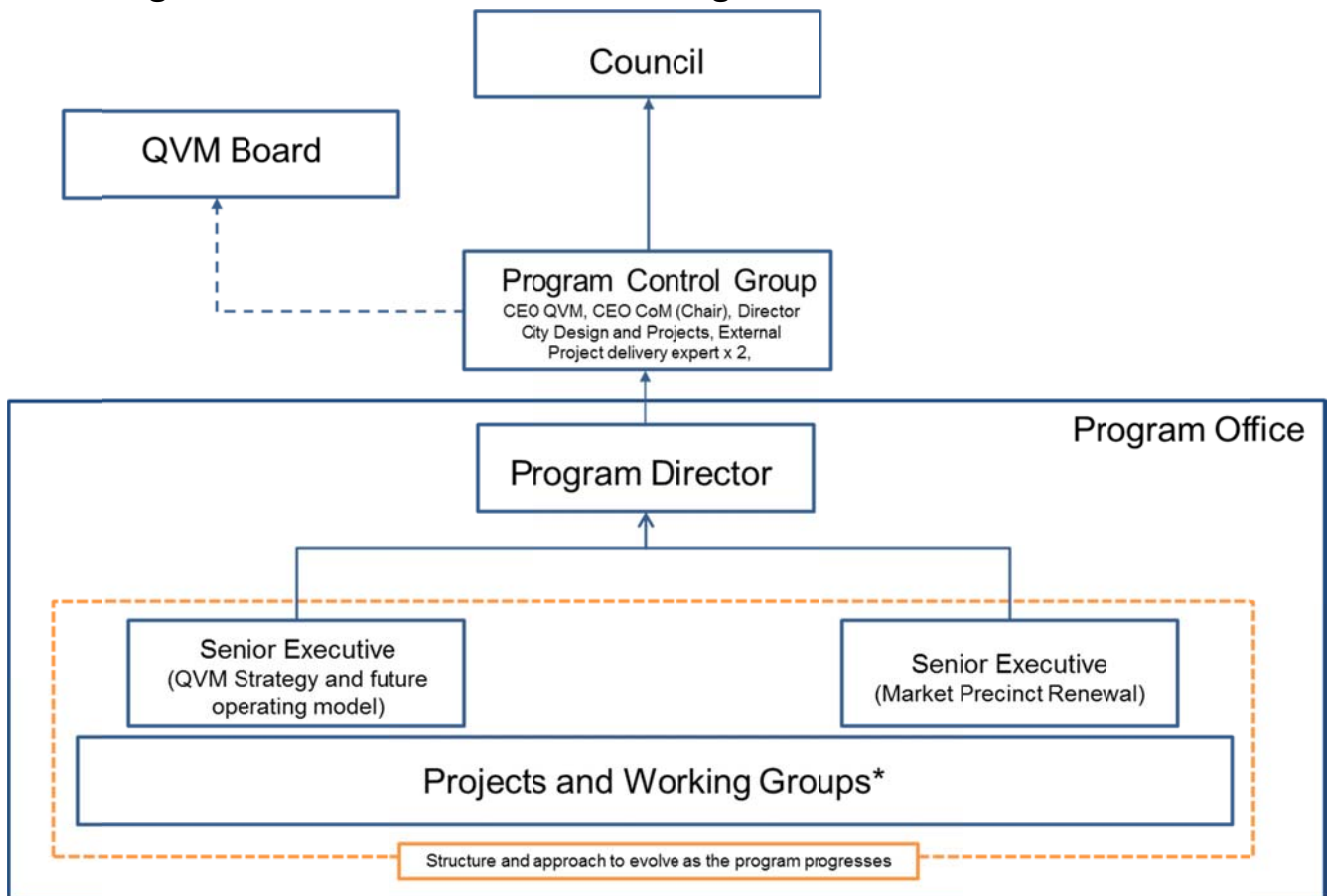 Council
QVM Board
Program Control Group
CE0 QVM, CEO CoM (Chair), Director
City Design and Projects, External
Project delivery expert x 2,
Program Office
Program Director
Senior Executive
(QVM Strategy and future
operating model)
Senior Executive
(Market Precinct Renewal)
Projects and Working Groups*
Structure and approach to evolve as the program progresses